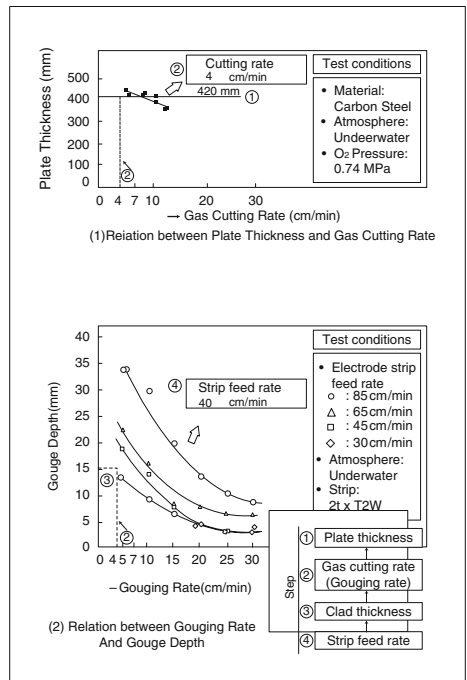 ② Cutting rate
4 cm/min
420 mm ①
Test conditions
• Material:
Carbon Steel
• Atmosphere:
Undeerwater
• O₂ Pressure:
0.74 MPa
Plate Thickness (mm)
500
400
300
200
100
0
②
0 4 7 10 20 30
→ Gas Cutting Rate (cm/min)
(1)Reiation between Plate Thickness and Gas Cutting Rate
Gouge Depth(mm)
40
35
30
25
20
15
10
5
0
③
②
④ Strip feed rate
40 cm/min
Test conditions
• Electrode strip
feed rate
○ : 85cm/min
△ : 65cm/min
□ : 45cm/min
◇ : 30cm/min
• Atmosphere:
Underwater
• Strip:
2t x T2W
0 4 5 7 10 15 20 25 30
–Gouging Rate(cm/min)
(2) Relation between Gouging Rate
And Gouge Depth
Step
① Plate thickness
② Gas cutting rate
(Gouging rate)
③ Clad thickness
④ Strip feed rate